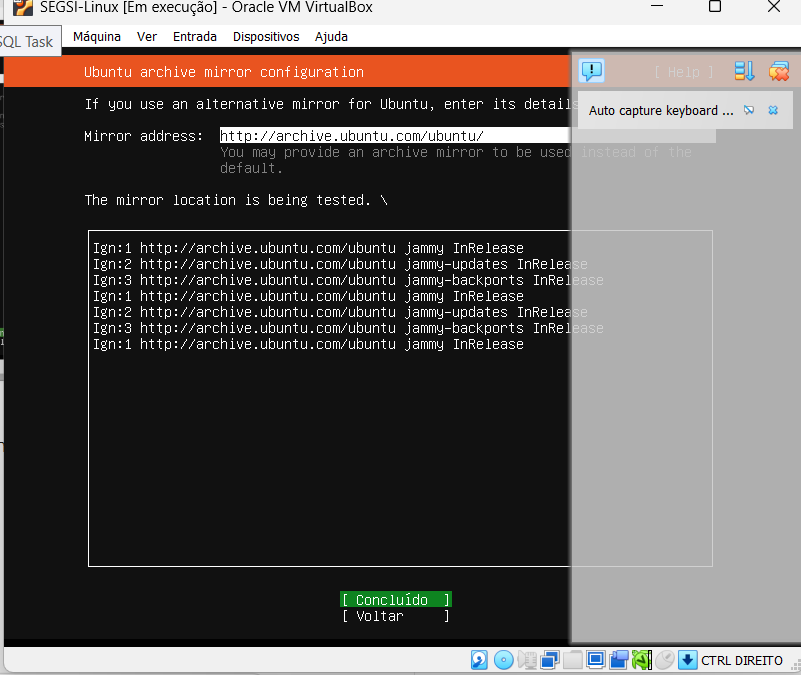 SEGSI-Linux [Em execução] - Oracle VM VirtualBox
SQL Task
Máquina Ver Entrada Dispositivos Ajuda
Ubuntu archive mirror configuration [ Help ]
If you use an alternative mirror for Ubuntu, enter its details
Auto capture keyboard ...
Mirror address: http://archive.ubuntu.com/ubuntu/
You may provide an archive mirror to be used instead of the
default.
The mirror location is being tested. \
Ign:1 http://archive.ubuntu.com/ubuntu jammy InRelease
Ign:2 http://archive.ubuntu.com/ubuntu jammy-updates InRelease
Ign:3 http://archive.ubuntu.com/ubuntu jammy-backports InRelease
Ign:1 http://archive.ubuntu.com/ubuntu jammy InRelease
Ign:2 http://archive.ubuntu.com/ubuntu jammy-updates InRelease
Ign:3 http://archive.ubuntu.com/ubuntu jammy-backports InRelease
Ign:1 http://archive.ubuntu.com/ubuntu jammy InRelease
[ Concluído ]
[ Voltar ]
CTRL DIREITO